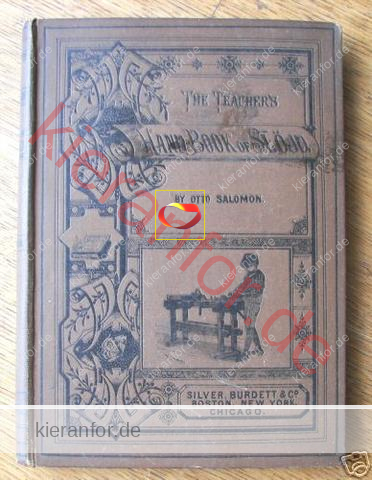 THE TEACHER'S
HAND-BOOK OF SLÖJD.
BY OTTO SALOMON.
SILVER, BURDETT & CO
BOSTON, NEW YORK,
CHICAGO.
kieranfor.de
kieranfor.de